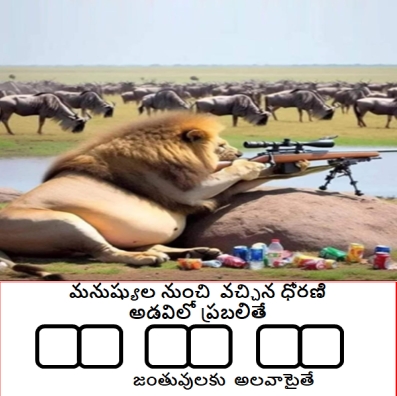 మనుష్యుల నుంచి వచ్చిన ధోరణి
అడవిలో ప్రబలితే
జంతువులకు అలవాటైతే